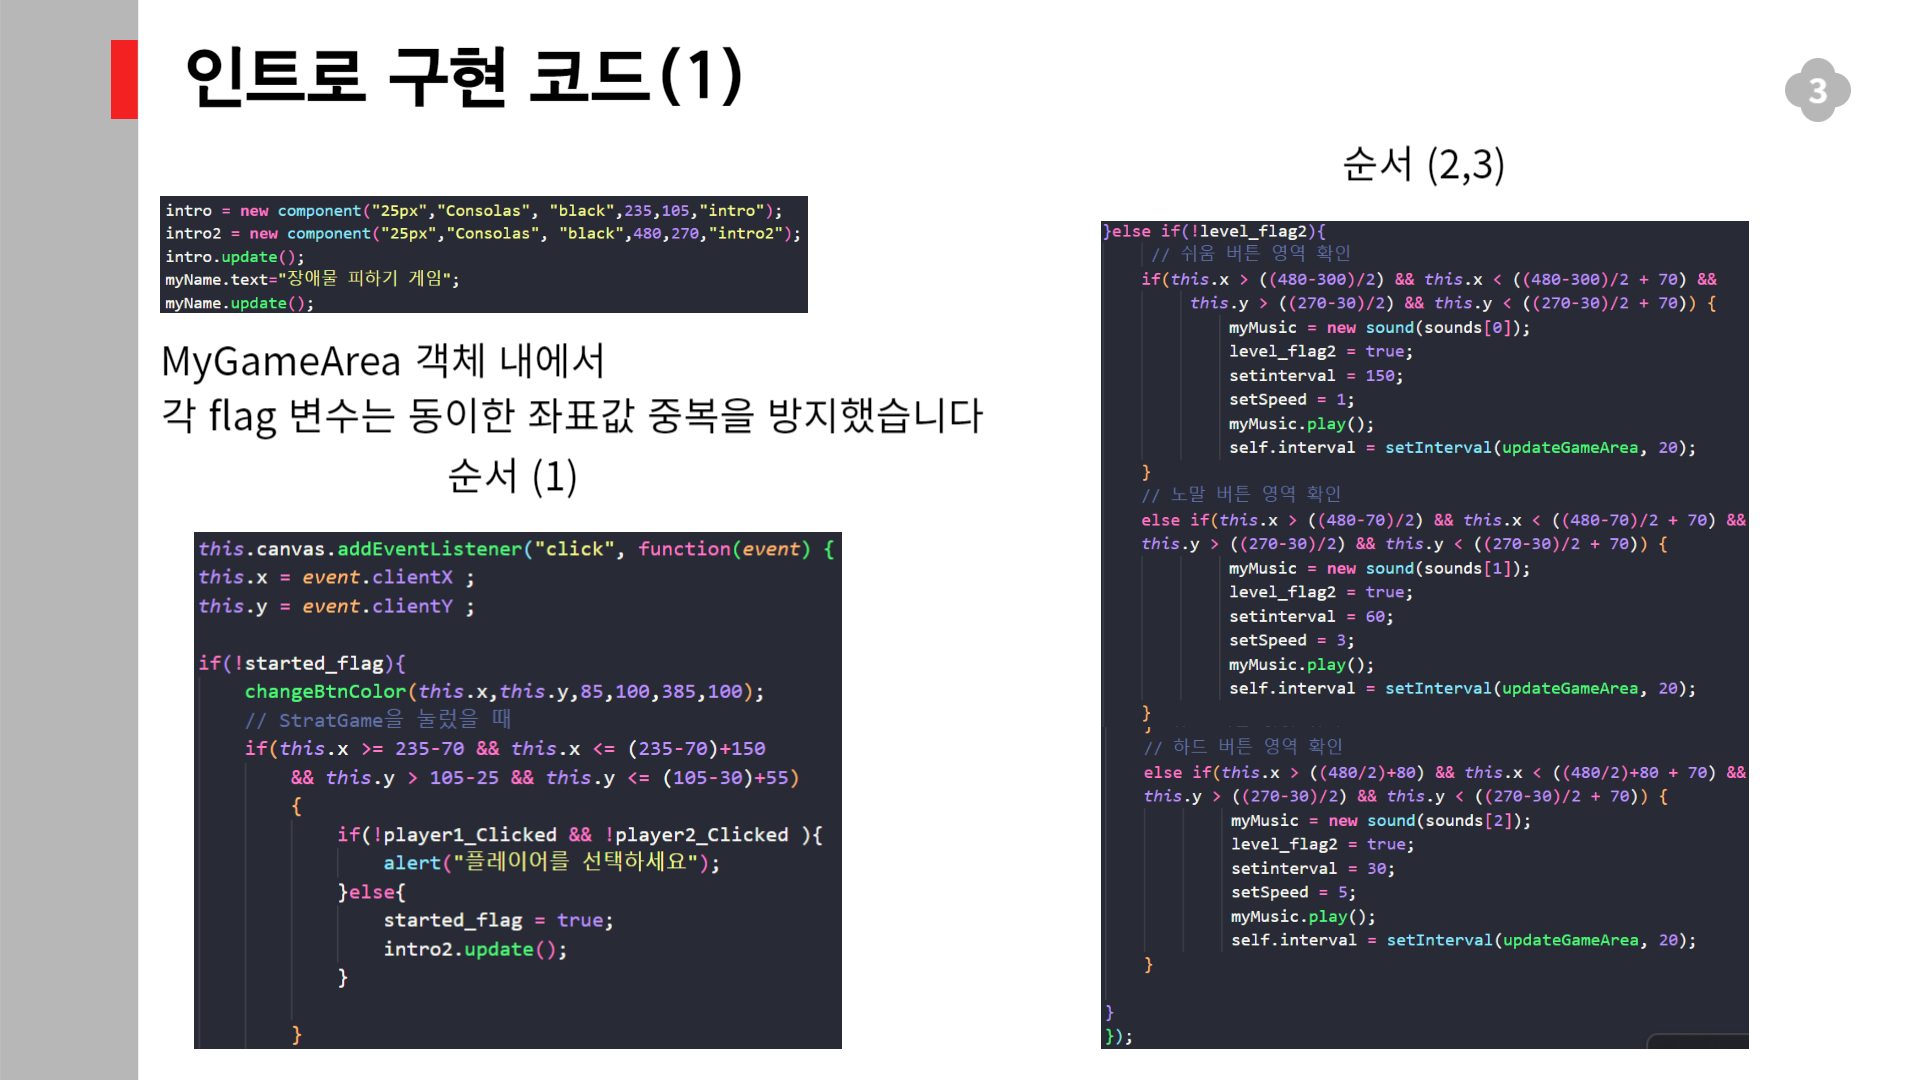 인트로 구현 코드(1)
3
intro = new component("25px","Consolas", "black",235,105,"intro");
intro2 = new component("25px","Consolas", "black",480,270,"intro2");
intro.update();
myName.text="장애물 피하기 게임";
myName.update();
MyGameArea 객체 내에서
각 flag 변수는 동이한 좌표값 중복을 방지했습니다
순서 (1)
this.canvas.addEventListener("click", function(event) {
this.x = event.clientX ;
this.y = event.clientY ;
if(!started_flag){
changeBtnColor(this.x,this.y,85,100,385,100);
// StratGame을 눌렀을 때
if(this.x >= 235-70 && this.x <= (235-70)+150
&& this.y > 105-25 && this.y <= (105-30)+55)
{
if(!player1_Clicked && !player2_Clicked ){
alert("플레이어를 선택하세요");
}else{
started_flag = true;
intro2.update();
}
}
순서 (2,3)
}else if(!level_flag2){
// 쉬움 버튼 영역 확인
if(this.x > ((480-300)/2) && this.x < ((480-300)/2 + 70) &&
this.y > ((270-30)/2) && this.y < ((270-30)/2 + 70)) {
myMusic = new sound(sounds[0]);
level_flag2 = true;
setinterval = 150;
setSpeed = 1;
myMusic.play();
self.interval = setInterval(updateGameArea, 20);
}
// 노말 버튼 영역 확인
else if(this.x > ((480-70)/2) && this.x < ((480-70)/2 + 70) &&
this.y > ((270-30)/2) && this.y < ((270-30)/2 + 70)) {
myMusic = new sound(sounds[1]);
level_flag2 = true;
setinterval = 60;
setSpeed = 3;
myMusic.play();
self.interval = setInterval(updateGameArea, 20);
}
// 하드 버튼 영역 확인
else if(this.x > ((480/2)+80) && this.x < ((480/2)+80 + 70) &&
this.y > ((270-30)/2) && this.y < ((270-30)/2 + 70)) {
myMusic = new sound(sounds[2]);
level_flag2 = true;
setinterval = 30;
setSpeed = 5;
myMusic.play();
self.interval = setInterval(updateGameArea, 20);
}
}
});